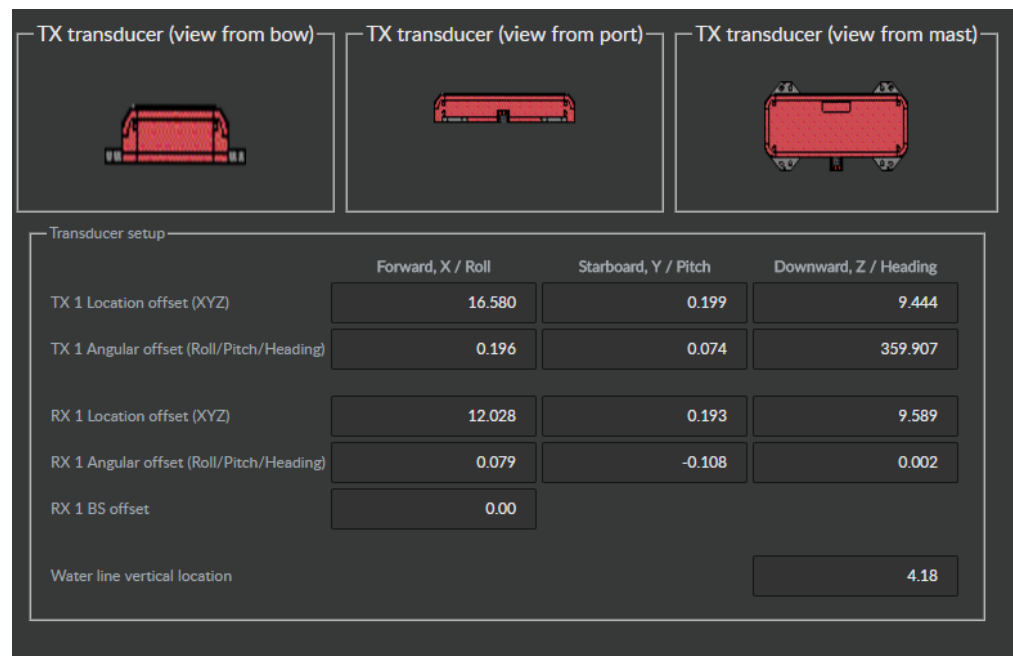 TX transducer (view from bow)
TX transducer (view from port)
TX transducer (view from mast)
Transducer setup
Forward, X / Roll Starboard, Y / Pitch Downward, Z / Heading
TX 1 Location offset (XYZ) 16.580 0.199 9.444
TX 1 Angular offset (Roll/Pitch/Heading) 0.196 0.074 359.907
RX 1 Location offset (XYZ) 12.028 0.193 9.589
RX 1 Angular offset (Roll/Pitch/Heading) 0.079 -0.108 0.002
RX 1 BS offset 0.00
Water line vertical location 4.18